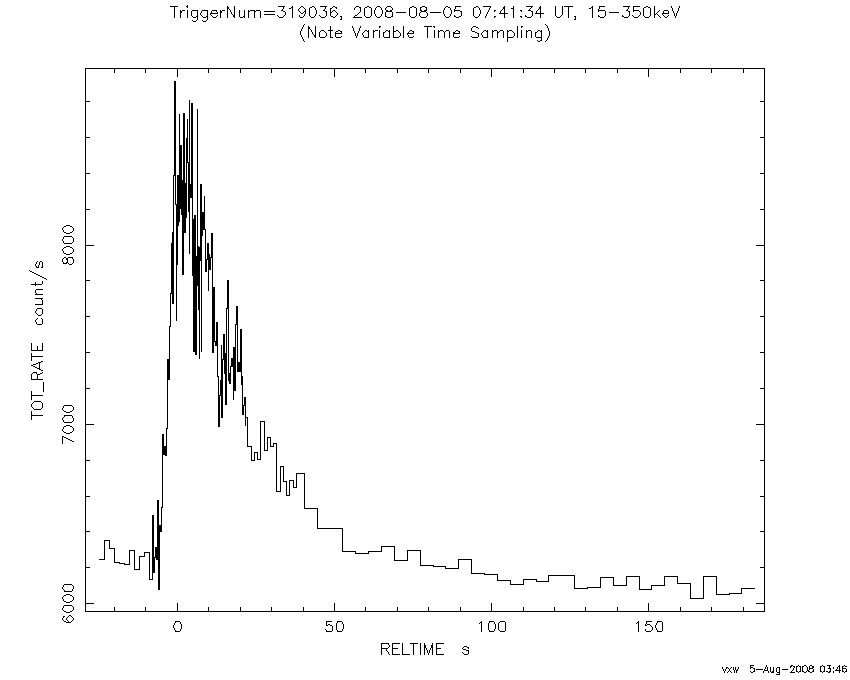 TriggerNum=319036, 2008-08-05 07:41:34 UT, 15-350keV
(Note Variable Time Sampling)
TOT_RATE count/s
8000
7000
6000
0 50 100 150
RELTIME s
vxw 5-Aug-2008 03:46